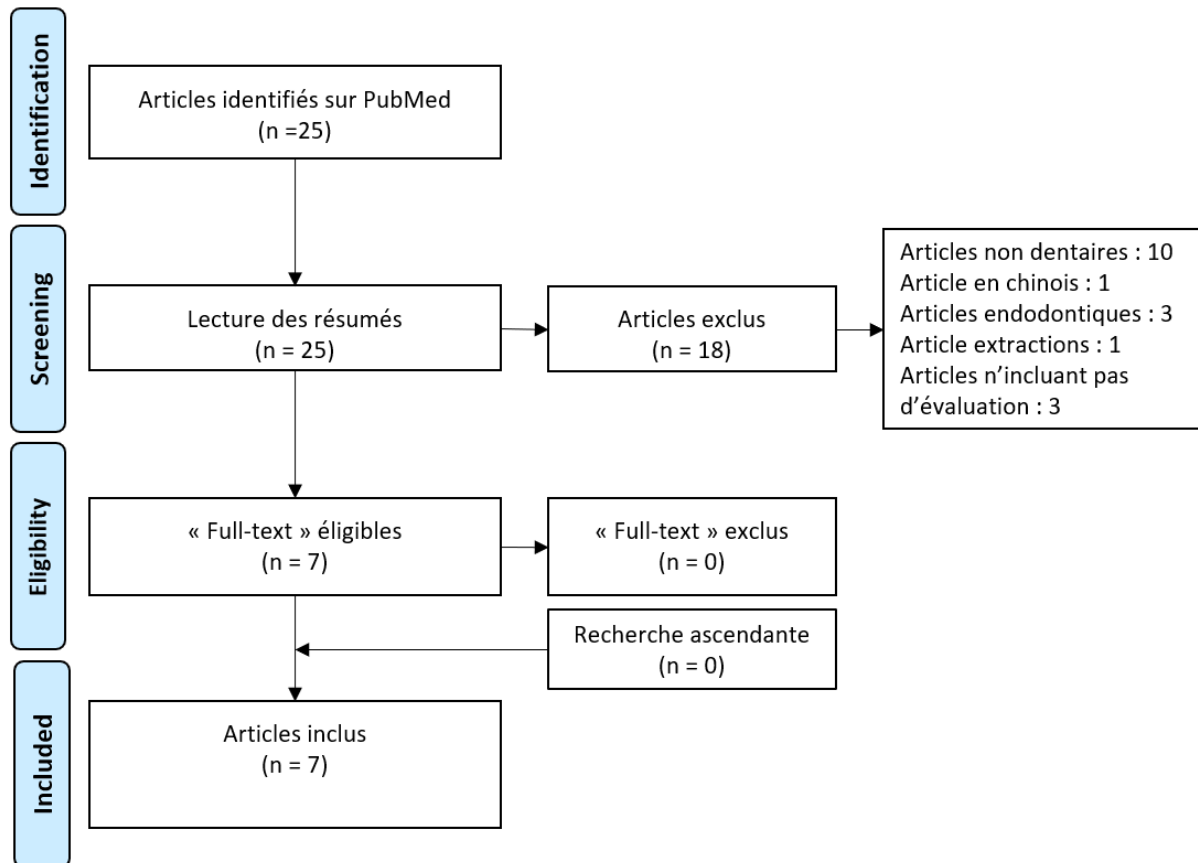 Identification
Articles identifiés sur PubMed
(n =25)
Screening
Lecture des résumés
(n = 25)
Articles exclus
(n = 18)
Articles non dentaires : 10
Article en chinois : 1
Articles endodontiques : 3
Article extractions : 1
Articles n’incluant pas
d’évaluation : 3
Eligibility
« Full-text » éligibles
(n = 7)
« Full-text » exclus
(n = 0)
Recherche ascendante
(n = 0)
Included
Articles inclus
(n = 7)